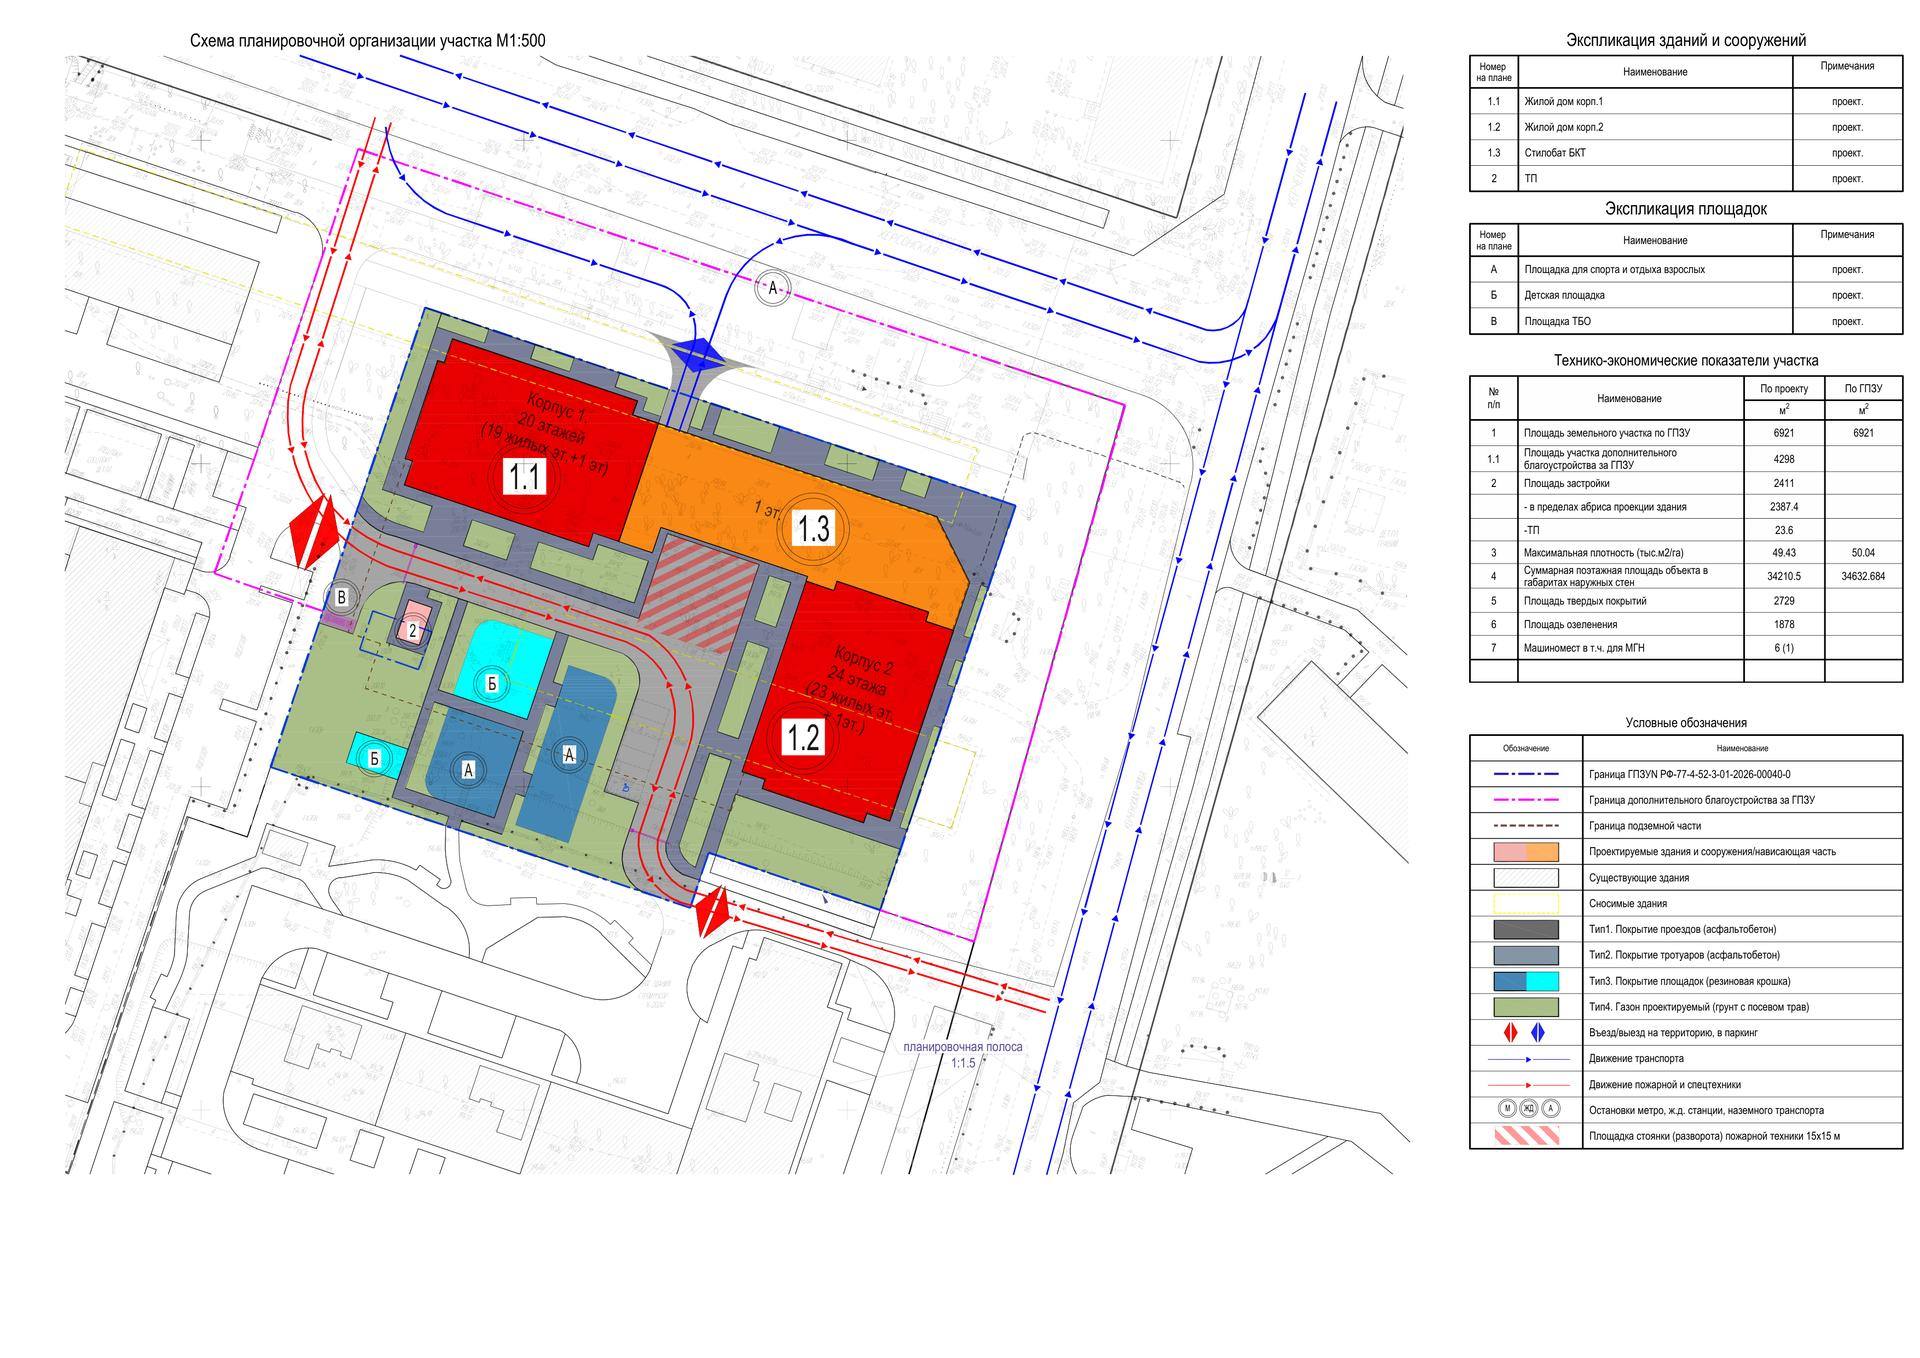 Схема планировочной организации участка М1:500
А
Корпус 1
20 этажей
(19 жилых эт.+1 эт)
1.1
1 эт.
1.3
В
2
Б
А
Б
А
Корпус 2
24 этажа
(23 жилых эт.
+ 1эт.)
1.2
планировочная полоса
1:1.5
Экспликация зданий и сооружений
Номер на плане Наименование Примечания
1.1 Жилой дом корп.1 проект.
1.2 Жилой дом корп.2 проект.
1.3 Стилобат БКТ проект.
2 ТП проект.
Экспликация площадок
Номер на плане Наименование Примечания
А Площадка для спорта и отдыха взрослых проект.
Б Детская площадка проект.
В Площадка ТБО проект.
Технико-экономические показатели участка
№ п/п Наименование По проекту По ГПЗУ
м2 м2
1 Площадь земельного участка по ГПЗУ 6921 6921
1.1 Площадь участка дополнительного благоустройства за ГПЗУ 4298
2 Площадь застройки 2411
- в пределах абриса проекции здания 2387.4
-ТП 23.6
3 Максимальная плотность (тыс.м2/га) 49.43 50.04
4 Суммарная поэтажная площадь объекта в габаритах наружных стен 34210.5 34632.684
5 Площадь твердых покрытий 2729
6 Площадь озеленения 1878
7 Машиномест в т.ч. для МГН 6 (1)
Условные обозначения
Обозначение Наименование
Граница ГПЗУN РФ-77-4-52-3-01-2026-00040-0
Граница дополнительного благоустройства за ГПЗУ
Граница подземной части
Проектируемые здания и сооружения/нависающая часть
Существующие здания
Сносимые здания
Тип1. Покрытие проездов (асфальтобетон)
Тип2. Покрытие тротуаров (асфальтобетон)
Тип3. Покрытие площадок (резиновая крошка)
Тип4. Газон проектируемый (грунт с посевом трав)
Въезд/выезд на территорию, в паркинг
Движение транспорта
Движение пожарной и спецтехники
М ЖД А Остановки метро, ж.д. станции, наземного транспорта
Площадка стоянки (разворота) пожарной техники 15х15 м